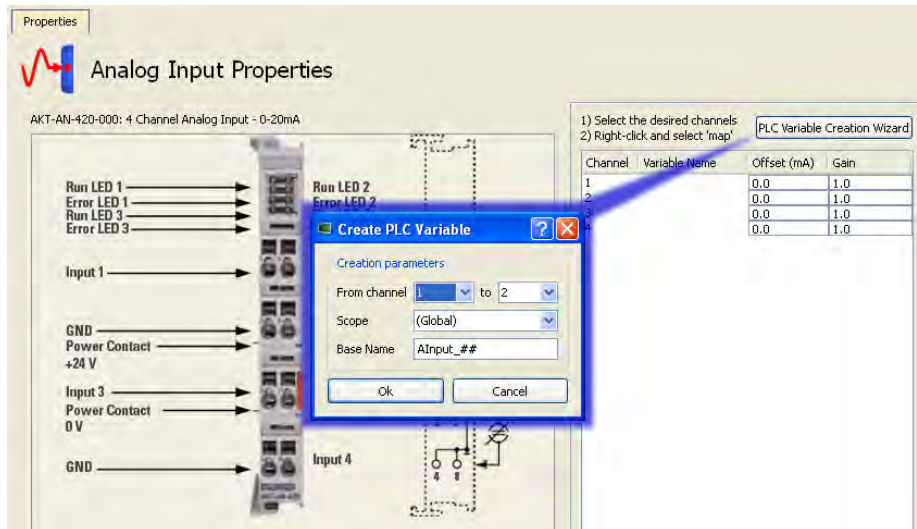 Properties
Analog Input Properties
AKT-AN-420-000: 4 Channel Analog Input - 0-20mA
1) Select the desired channels
2) Right-click and select 'map'
PLC Variable Creation Wizard
Channel Variable Name Offset (mA) Gain
1 0.0 1.0
2 0.0 1.0
3 0.0 1.0
4 0.0 1.0
Run LED 1
Error LED 1
Run LED 3
Error LED 3
Input 1
GND
Power Contact
+24 V
Input 3
Power Contact
0 V
GND
Run LED 2
Error LED 2
Input 4
4 8
Create PLC Variable
Creation parameters
From channel 1 to 2
Scope (Global)
Base Name AInput_##
Ok Cancel